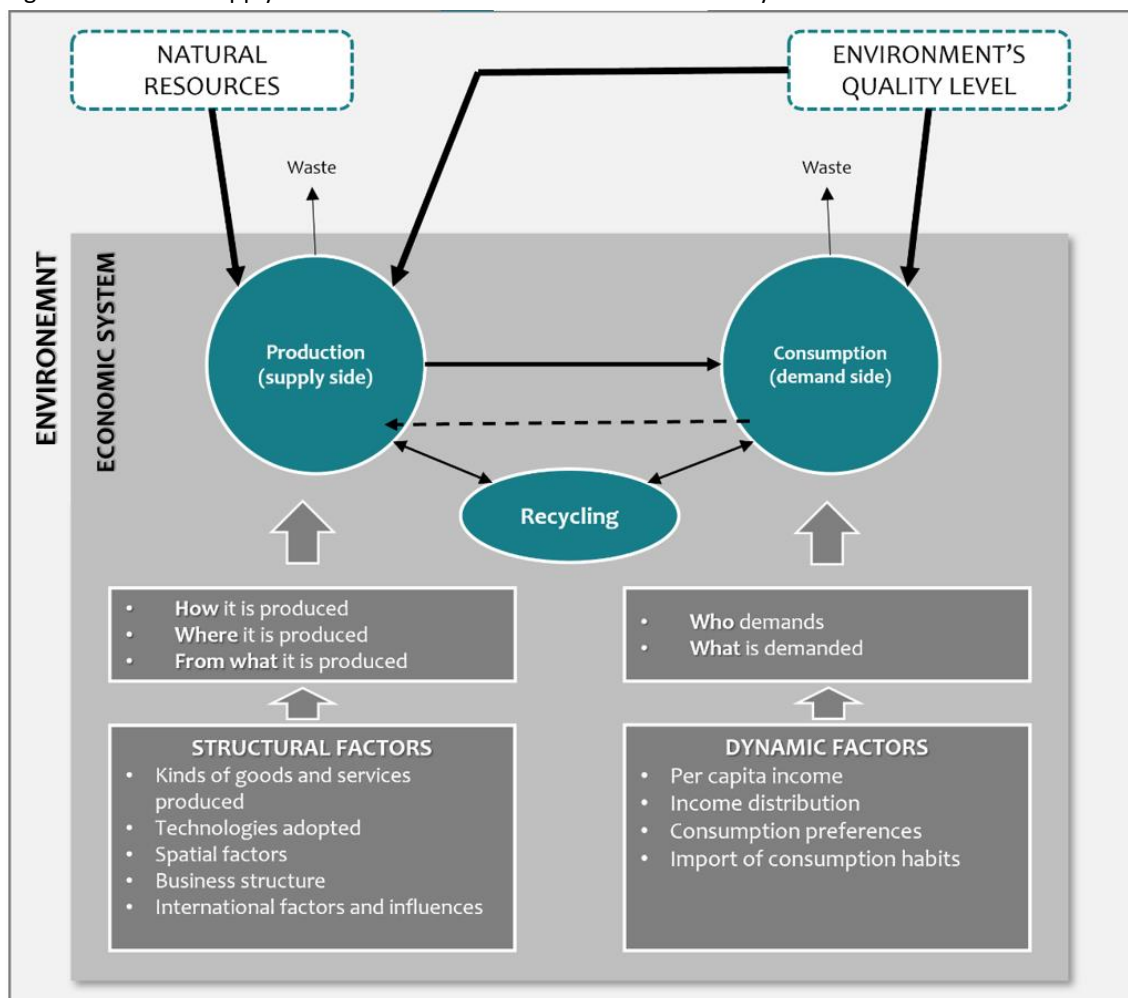 NATURAL
RESOURCES
ENVIRONMENT'S
QUALITY LEVEL
Waste
Waste
ENVIRONEMNT
ECONOMIC SYSTEM
Production
(supply side)
Consumption
(demand side)
Recycling
• How it is produced
• Where it is produced
• From what it is produced
• Who demands
• What is demanded
STRUCTURAL FACTORS
• Kinds of goods and services
produced
• Technologies adopted
• Spatial factors
• Business structure
• International factors and influences
DYNAMIC FACTORS
• Per capita income
• Income distribution
• Consumption preferences
• Import of consumption habits